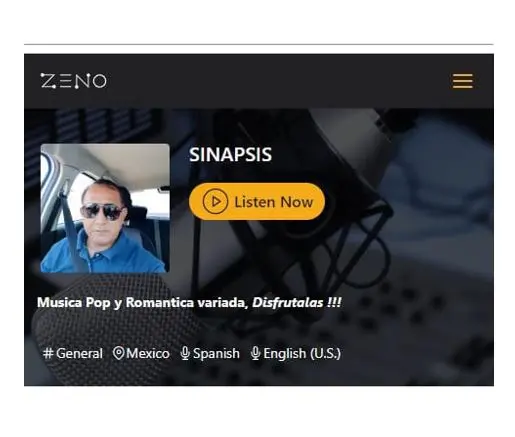 ZENO
SINAPSIS
Listen Now
Musica Pop y Romantica variada, Disfrutalas !!!
# General Mexico Spanish English (U.S.)